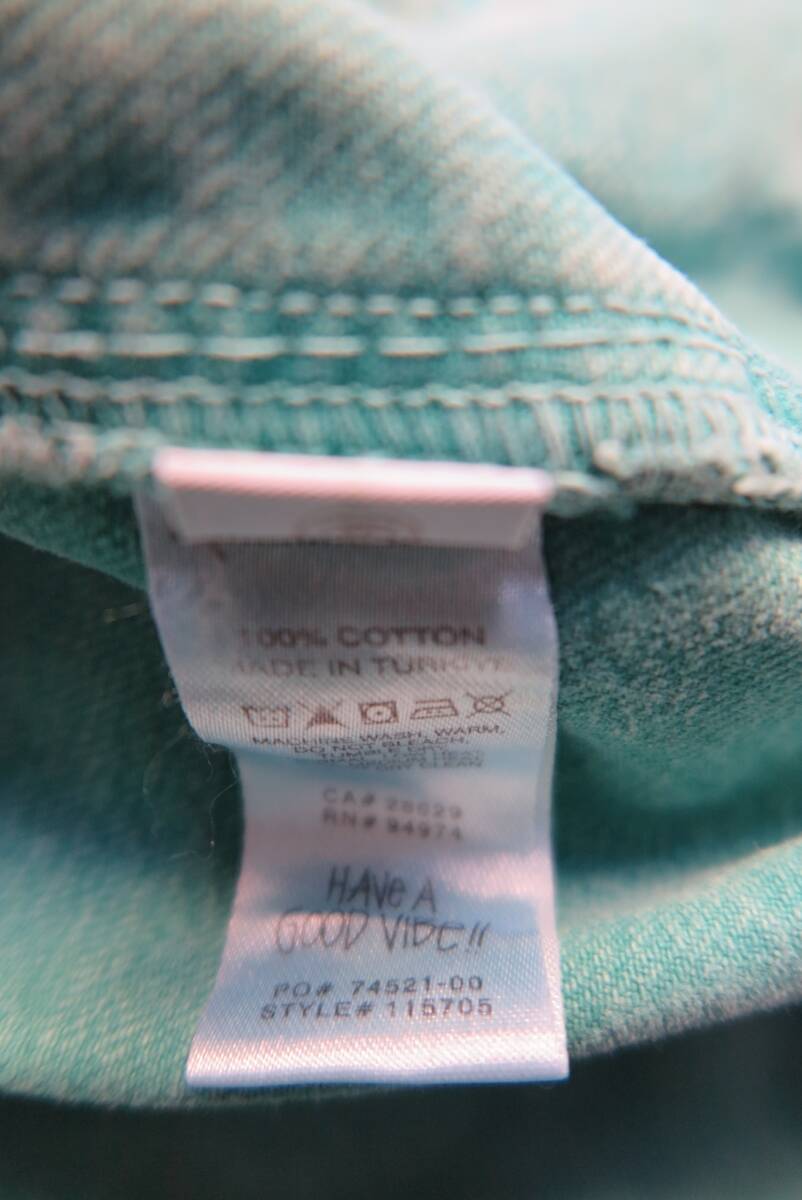 100% COTTON
MADE IN TURKIYE
MACHINE WASH WARM,
DO NOT BLEACH,
CA# 28629
RN# 94974
HAVE A
GOOD VIBE!!
PO# 74521-00
STYLE# 115705